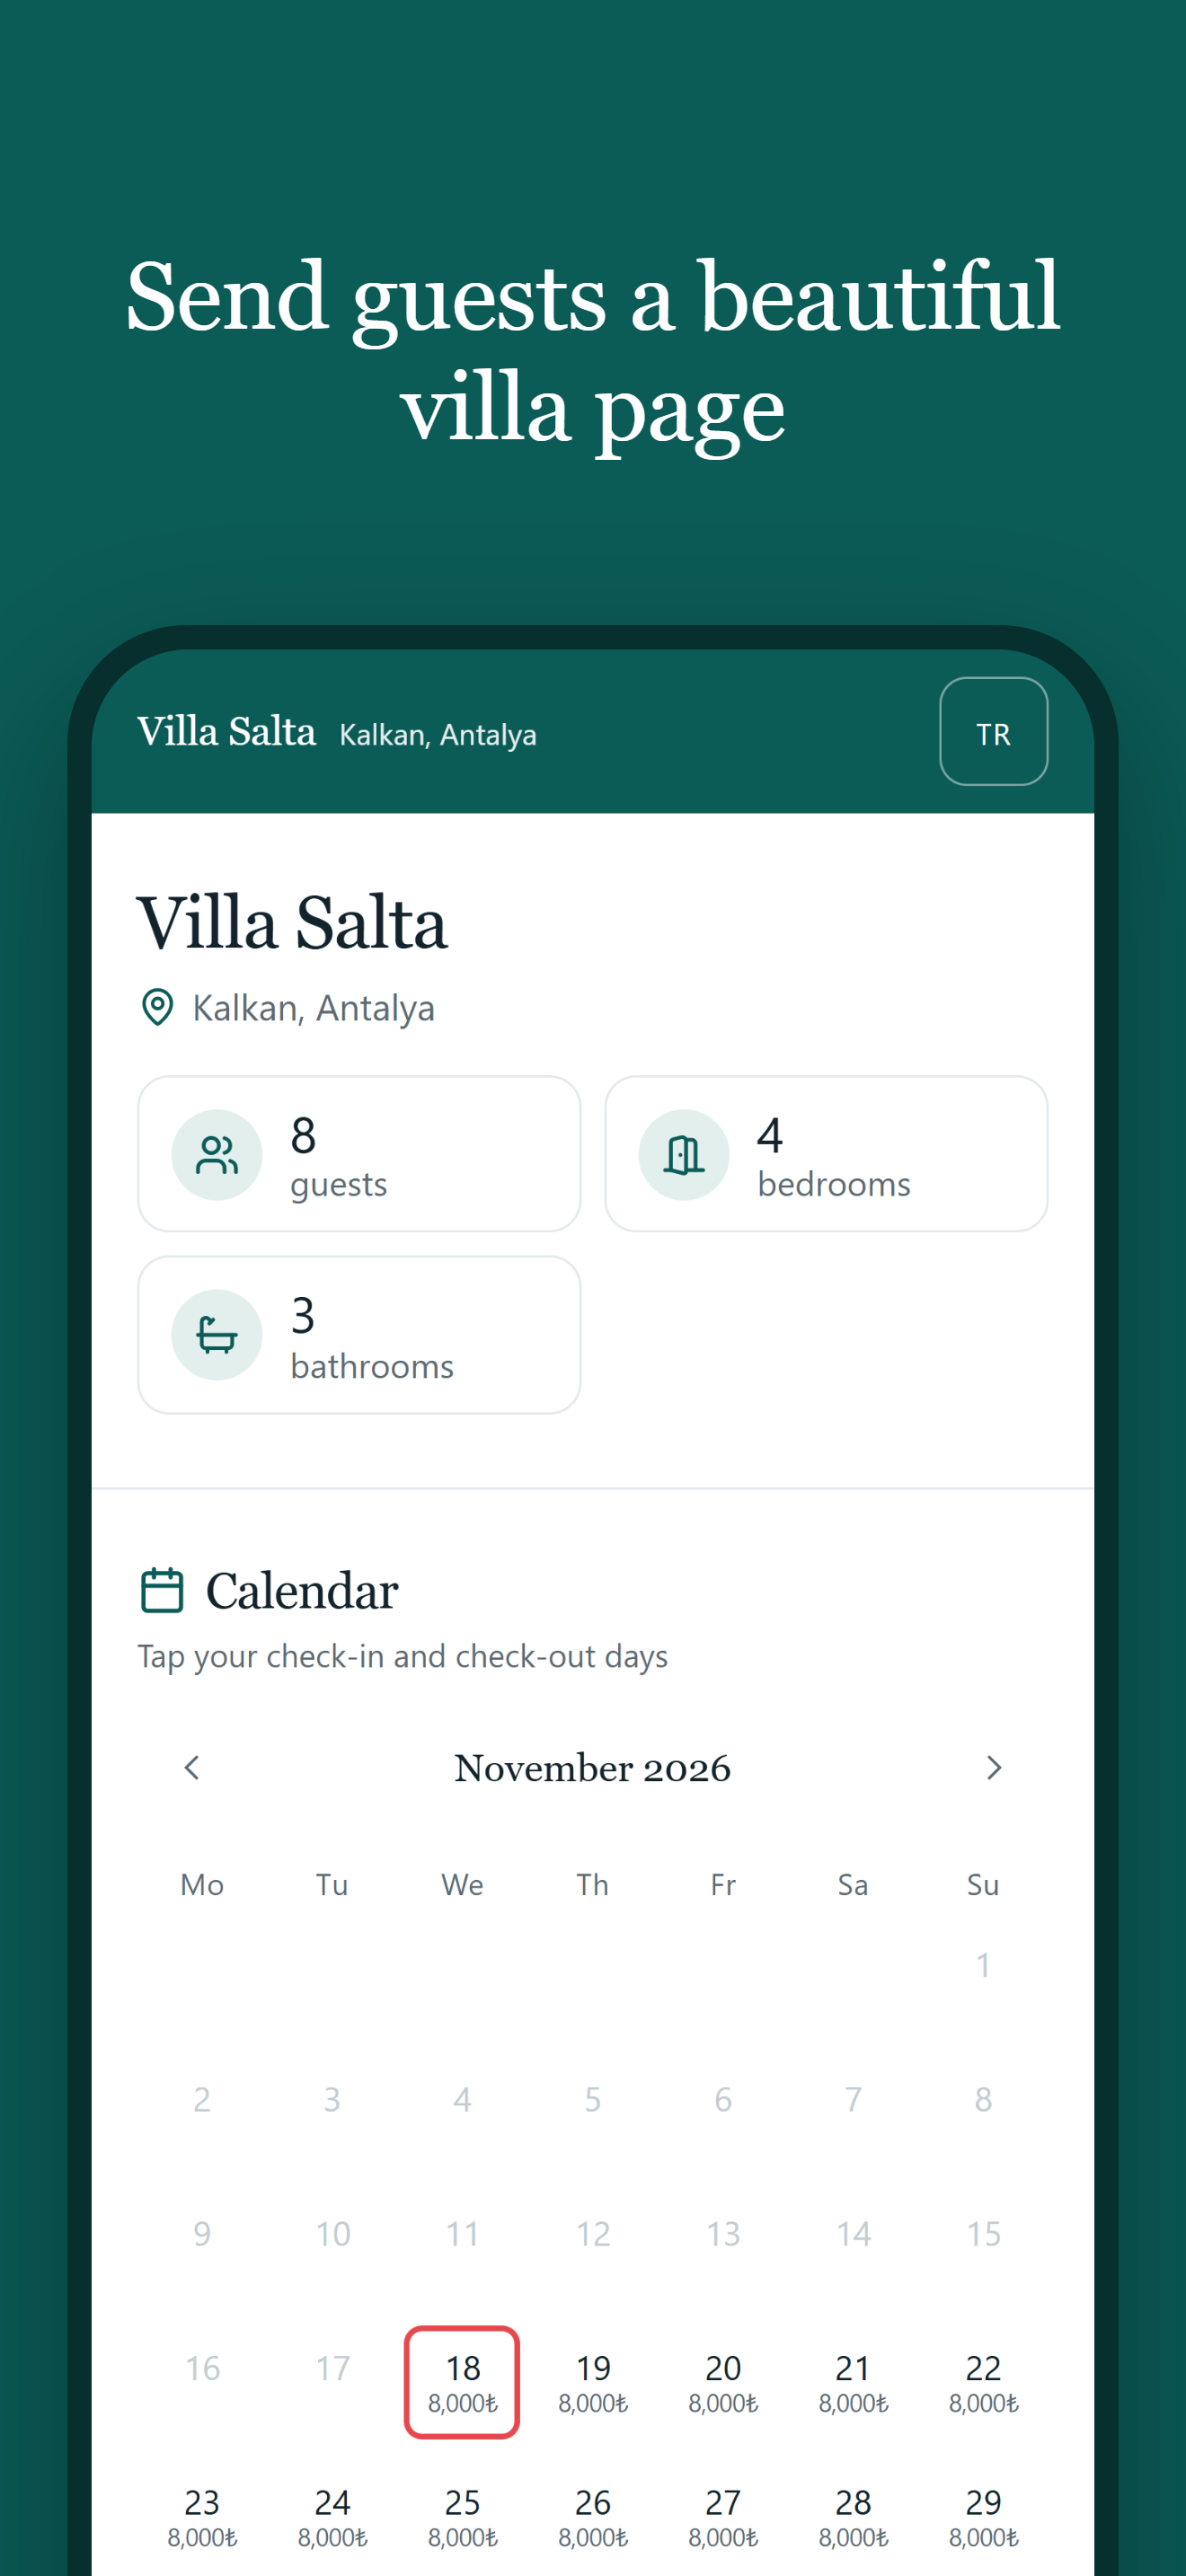 Send guests a beautiful
villa page
Villa Salta Kalkan, Antalya TR
Villa Salta
Kalkan, Antalya
8 4
guests bedrooms
3
bathrooms
Calendar
Tap your check-in and check-out days
November 2026
Mo Tu We Th Fr Sa Su
1
2 3 4 5 6 7 8
9 10 11 12 13 14 15
16 17 18 19 20 21 22
8,000₺ 8,000₺ 8,000₺ 8,000₺ 8,000₺
23 24 25 26 27 28 29
8,000₺ 8,000₺ 8,000₺ 8,000₺ 8,000₺ 8,000₺ 8,000₺